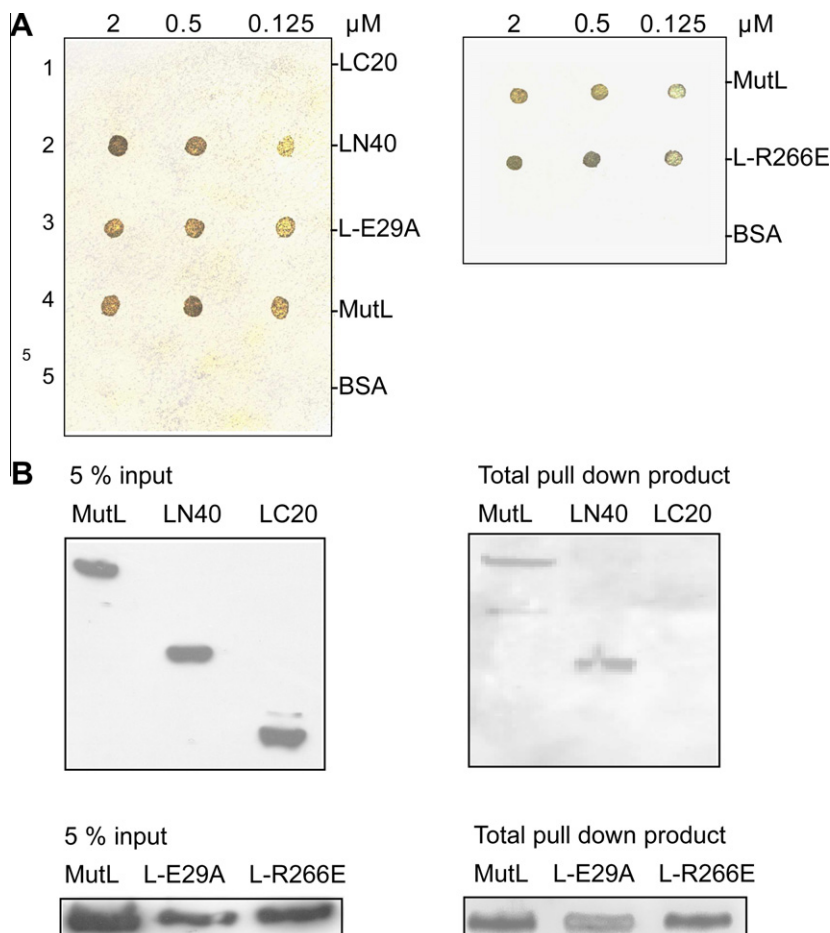 A
2 0.5 0.125 µM
2 0.5 0.125 µM
1 -LC20
2 -LN40
3 -L-E29A
4 -MutL
5
5 -BSA
-MutL
-L-R266E
-BSA
B
5 % input
MutL LN40 LC20
Total pull down product
MutL LN40 LC20
5 % input
MutL L-E29A L-R266E
Total pull down product
MutL L-E29A L-R266E